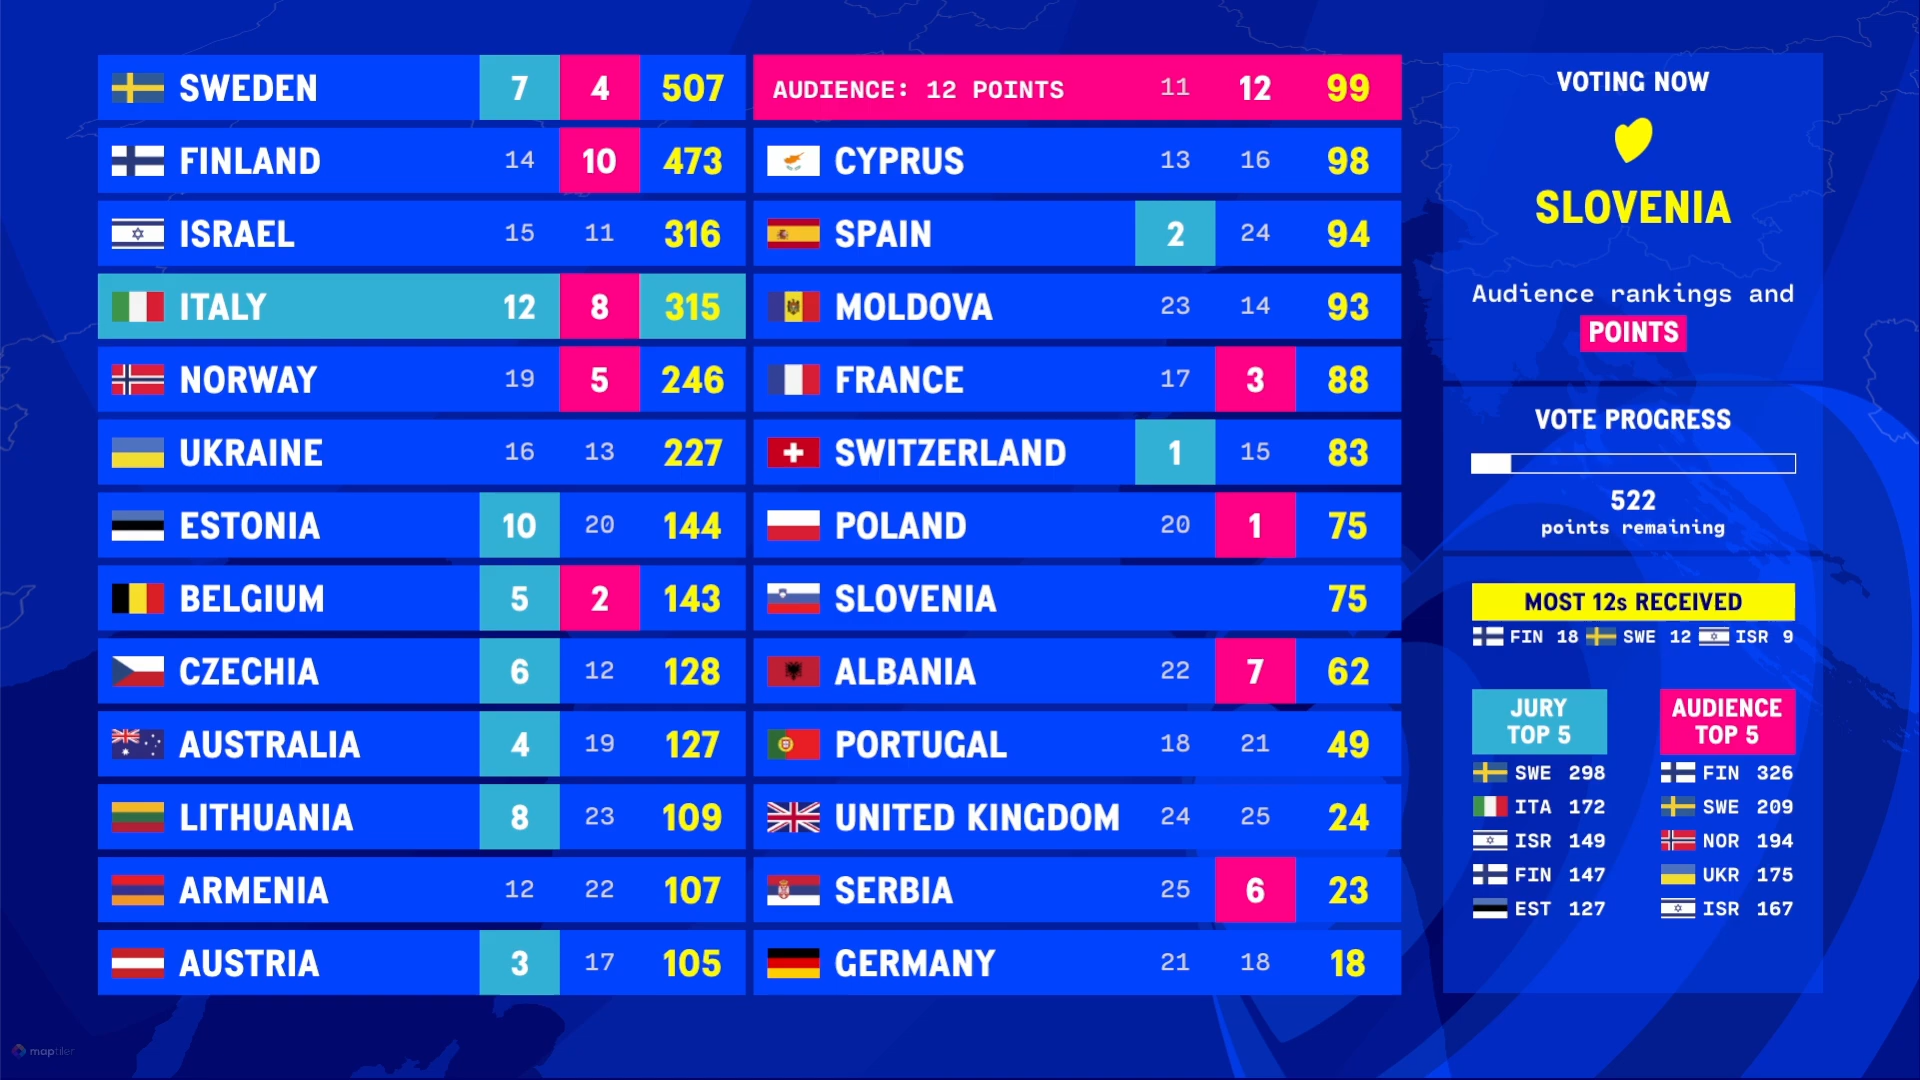 SWEDEN 7 4 507
FINLAND 14 10 473
ISRAEL 15 11 316
ITALY 12 8 315
NORWAY 19 5 246
UKRAINE 16 13 227
ESTONIA 10 20 144
BELGIUM 5 2 143
CZECHIA 6 12 128
AUSTRALIA 4 19 127
LITHUANIA 8 23 109
ARMENIA 12 22 107
AUSTRIA 3 17 105
AUDIENCE: 12 POINTS 11 12 99
CYPRUS 13 16 98
SPAIN 2 24 94
MOLDOVA 23 14 93
FRANCE 17 3 88
SWITZERLAND 1 15 83
POLAND 20 1 75
SLOVENIA 75
ALBANIA 22 7 62
PORTUGAL 18 21 49
UNITED KINGDOM 24 25 24
SERBIA 25 6 23
GERMANY 21 18 18
VOTING NOW
SLOVENIA
Audience rankings and
POINTS
VOTE PROGRESS
522
points remaining
MOST 12s RECEIVED
FIN 18 SWE 12 ISR 9
JURY
TOP 5
SWE 298
ITA 172
ISR 149
FIN 147
EST 127
AUDIENCE
TOP 5
FIN 326
SWE 209
NOR 194
UKR 175
ISR 167
maptiler